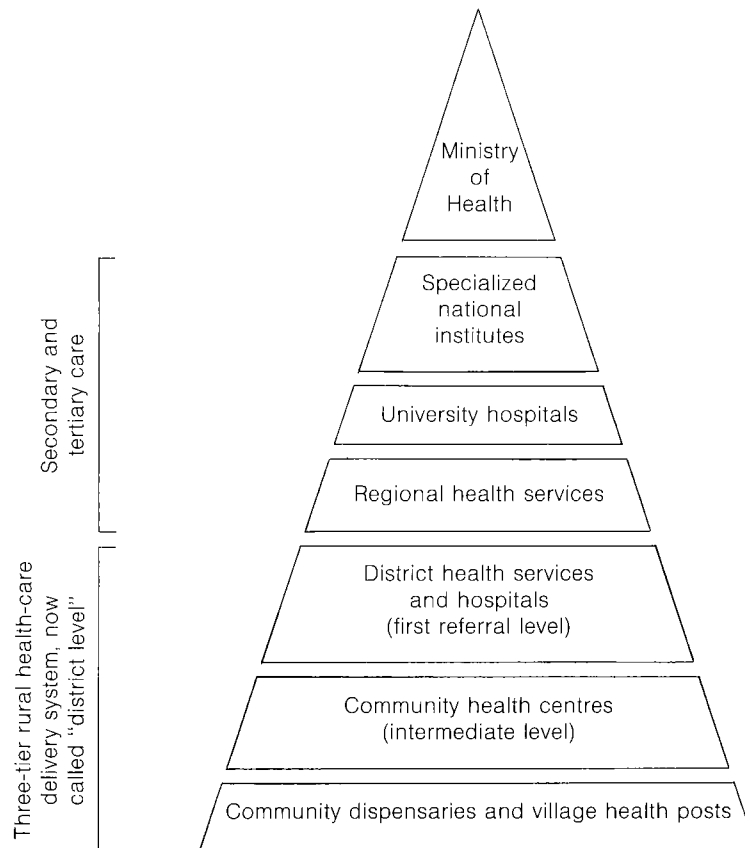 Ministry
of
Health
Specialized
national
institutes
University hospitals
Regional health services
District health services
and hospitals
(first referral level)
Community health centres
(intermediate level)
Community dispensaries and village health posts
Secondary and
tertiary care
Three-tier rural health-care
delivery system, now
called "district level"